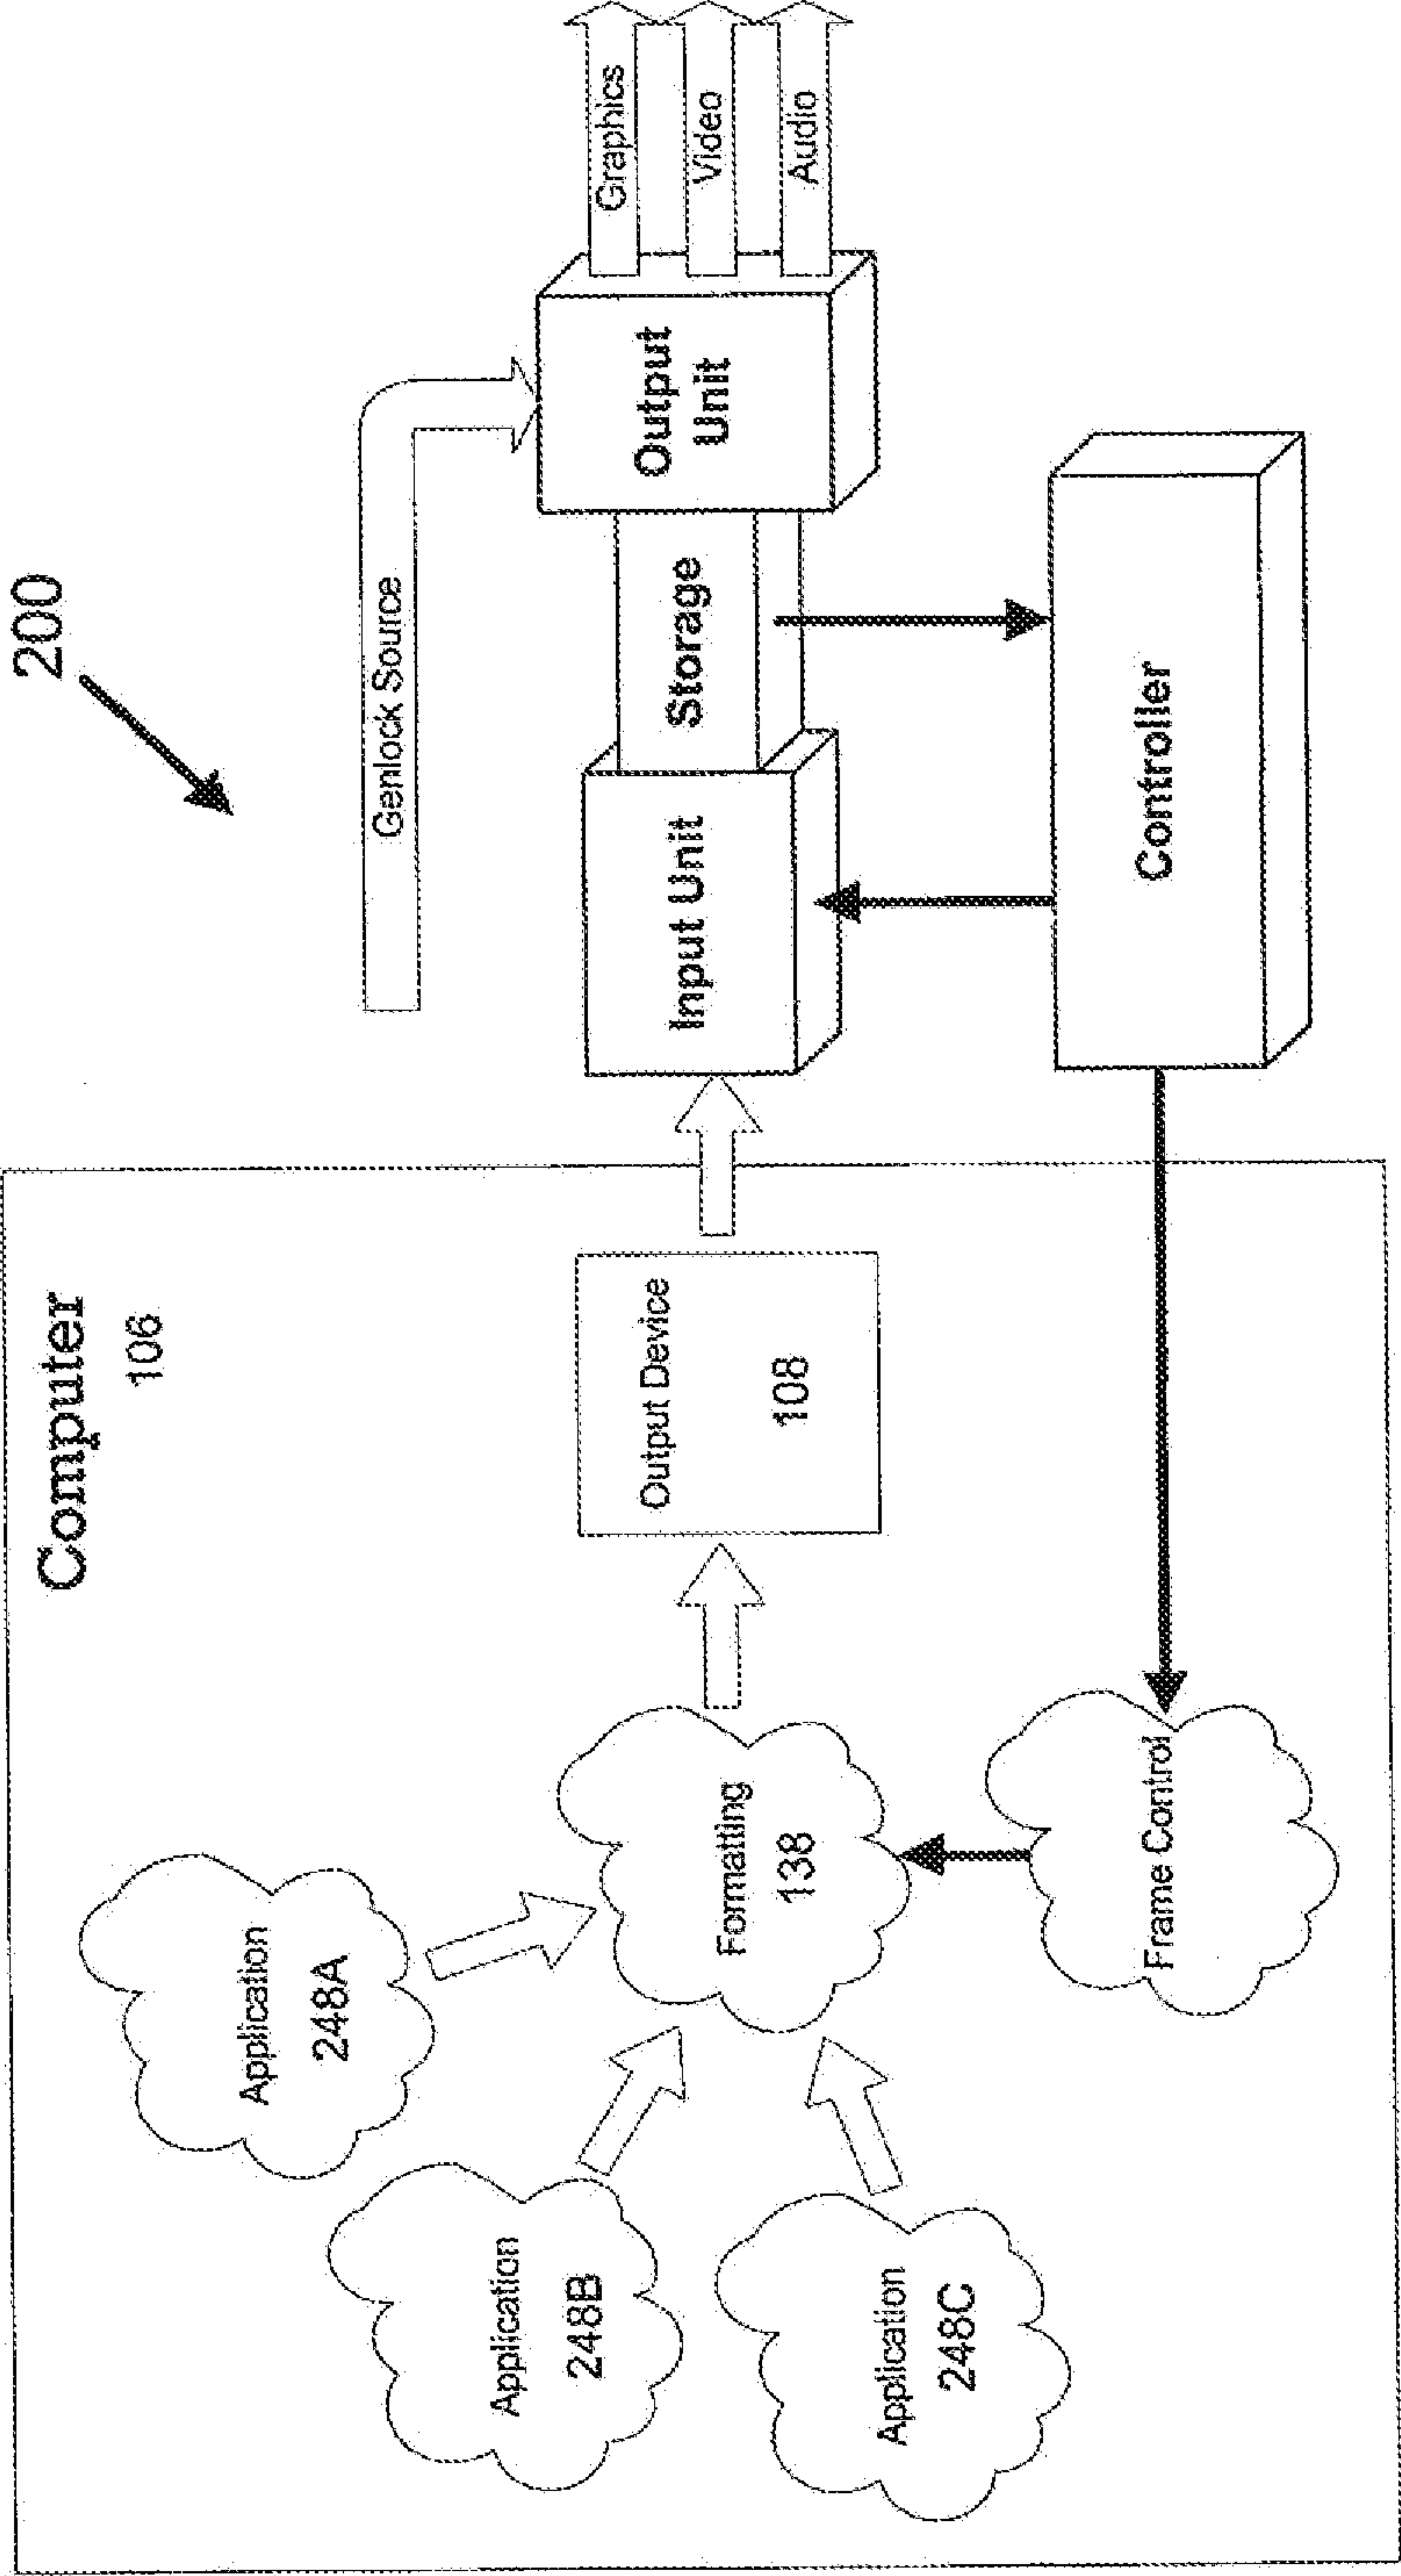 200
Computer
106
Genlock Source
Application
248A
Application
248B
Application
248C
Formatting
138
Output Device
108
Input Unit
Storage
Output
Unit
Graphics
Video
Audio
Frame Control
Controller